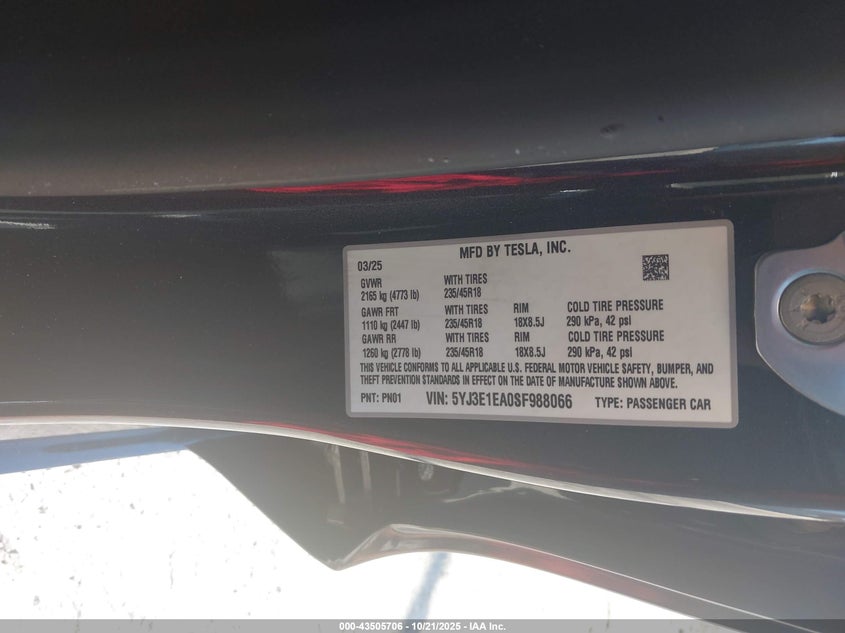 MFD BY TESLA, INC.
03/25
GVWR WITH TIRES
2165 kg (4773 lb) 235/45R18
GAWR FRT WITH TIRES RIM COLD TIRE PRESSURE
1110 kg (2447 lb) 235/45R18 18X8.5J 290 kPa, 42 psi
GAWR RR WITH TIRES RIM COLD TIRE PRESSURE
1260 kg (2778 lb) 235/45R18 18X8.5J 290 kPa, 42 psi
THIS VEHICLE CONFORMS TO ALL APPLICABLE U.S. FEDERAL MOTOR VEHICLE SAFETY, BUMPER, AND
THEFT PREVENTION STANDARDS IN EFFECT ON THE DATE OF MANUFACTURE SHOWN ABOVE.
PNT: PN01 VIN: 5YJ3E1EA0SF988066 TYPE: PASSENGER CAR
000-43505706 - 10/21/2025 - IAA Inc.